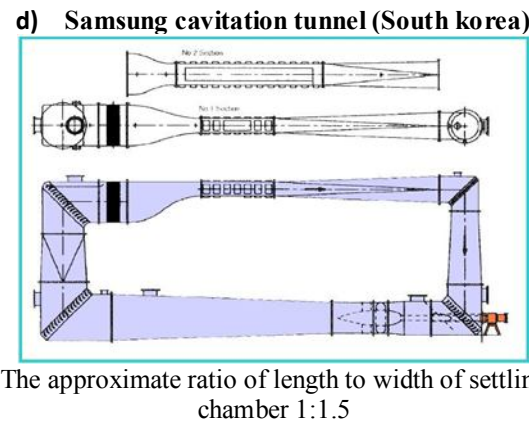 d) Samsung cavitation tunnel (South korea)
No 2 Section
No 1 Section
The approximate ratio of length to width of settlin
chamber 1:1.5